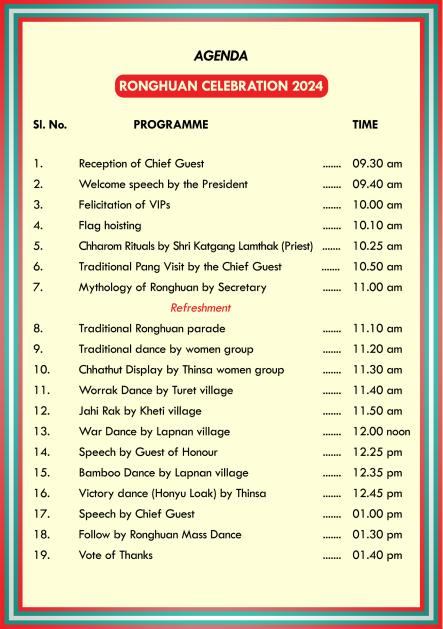 AGENDA
RONGHUAN CELEBRATION 2024
Sl. No. PROGRAMME TIME
1. Reception of Chief Guest ....... 09.30 am
2. Welcome speech by the President ....... 09.40 am
3. Felicitation of VIPs ....... 10.00 am
4. Flag hoisting ....... 10.10 am
5. Chharom Rituals by Shri Katgang Lamthak (Priest) ....... 10.25 am
6. Traditional Pang Visit by the Chief Guest ....... 10.50 am
7. Mythology of Ronghuan by Secretary ....... 11.00 am
Refreshment
8. Traditional Ronghuan parade ....... 11.10 am
9. Traditional dance by women group ....... 11.20 am
10. Chhathut Display by Thinsa women group ....... 11.30 am
11. Worrak Dance by Turet village ....... 11.40 am
12. Jahi Rak by Kheti village ....... 11.50 am
13. War Dance by Lapnan village ....... 12.00 noon
14. Speech by Guest of Honour ....... 12.25 pm
15. Bamboo Dance by Lapnan village ....... 12.35 pm
16. Victory dance (Honyu Loak) by Thinsa ....... 12.45 pm
17. Speech by Chief Guest ....... 01.00 pm
18. Follow by Ronghuan Mass Dance ....... 01.30 pm
19. Vote of Thanks ....... 01.40 pm